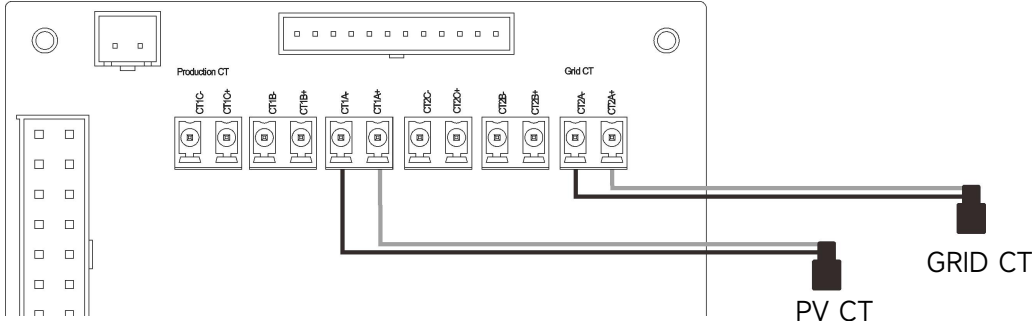 Production CT
Grid CT
CT1C-
CT1C+
CT1B-
CT1B+
CT1A-
CT1A+
CT2C-
CT2C+
CT2B-
CT2B+
CT2A-
CT2A+
GRID CT
PV CT